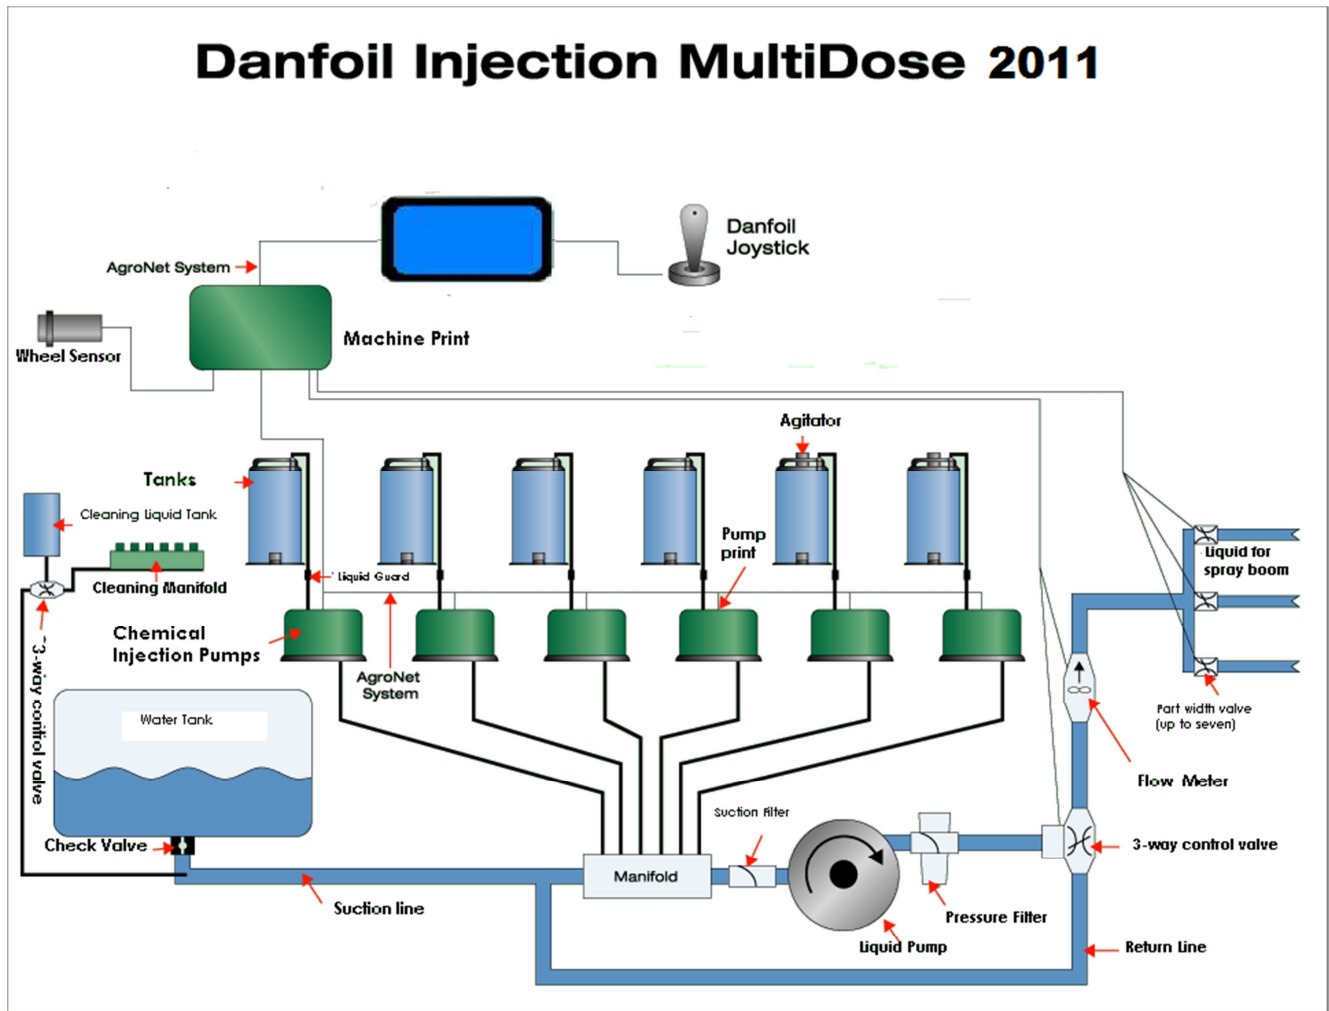 Danfoil Injection MultiDose 2011
Danfoil
Joystick
AgroNet System
Machine Print
Wheel Sensor
Agitator
Tanks
Cleaning Liquid Tank
Pump
print
Liquid for
spray boom
Liquid Guard
Cleaning Manifold
Chemical
Injection Pumps
AgroNet
System
3-way control valve
Water Tank
Part width valve
(up to seven)
Flow Meter
Suction Filter
Check Valve
3-way control valve
Manifold
Suction line
Pressure Filter
Liquid Pump
Return Line